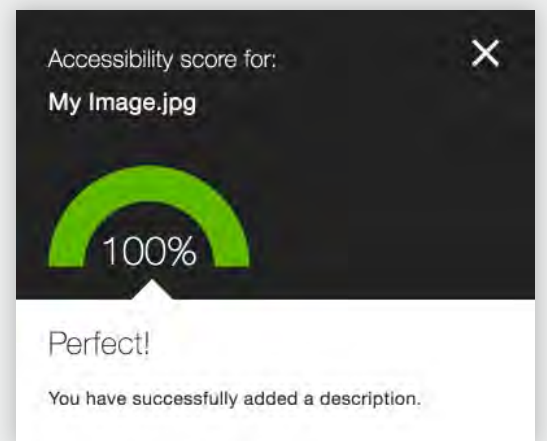 Accessibility score for:
My Image.jpg
100%
Perfect!
You have successfully added a description.